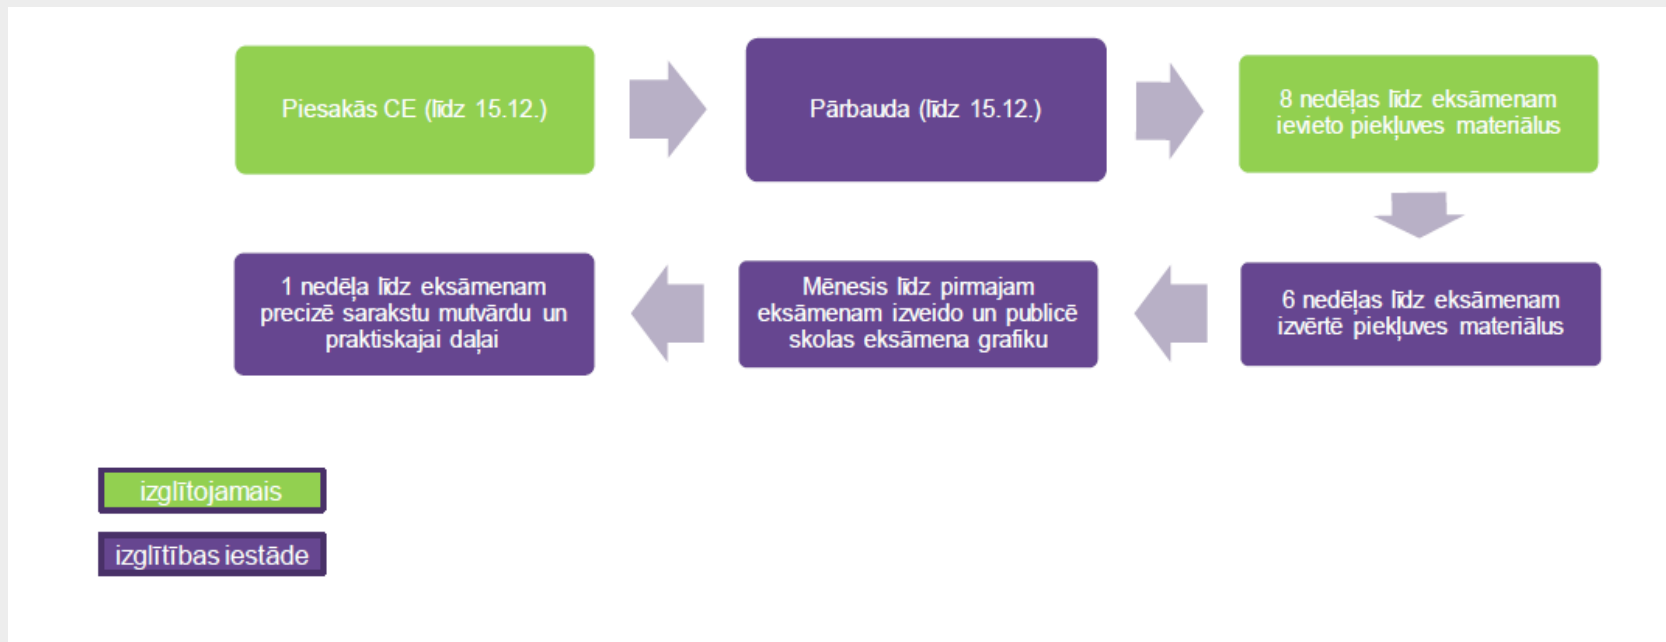 Piesakās CE (līdz 15.12.)
Pārbauda (līdz 15.12.)
8 nedēļas līdz eksāmenam
ievieto piekļuves materiālus
6 nedēļas līdz eksāmenam
izvērtē piekļuves materiālus
Mēnesis līdz pirmajam
eksāmenam izveido un publicē
skolas eksāmena grafiku
1 nedēļa līdz eksāmenam
precizē sarakstu mutvārdu un
praktiskajai daļai
izglītojamais
izglītības iestāde